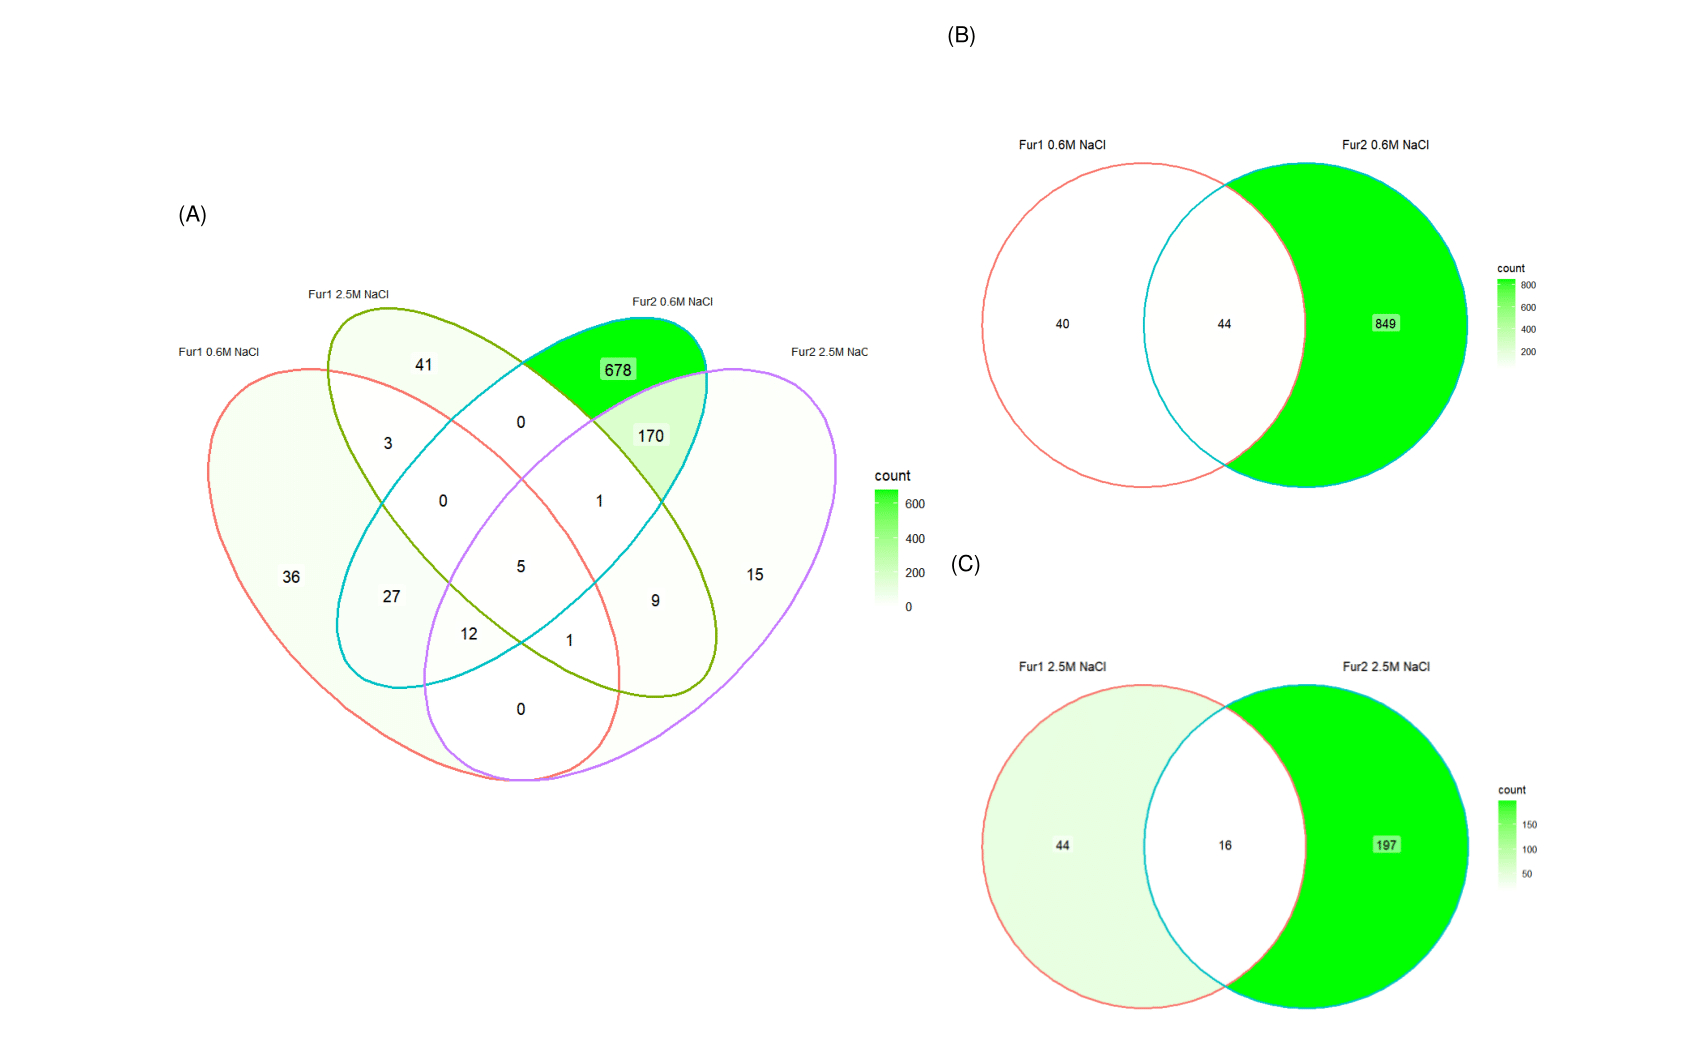 (B)
Fur1 0.6M NaCl
Fur2 0.6M NaCl
40
44
849
count
800
600
400
200
(A)
Fur1 2.5M NaCl
Fur2 0.6M NaCl
Fur1 0.6M NaCl
Fur2 2.5M NaC
41
678
0
170
3
0
1
5
36
27
15
9
12
1
0
count
600
400
200
0
(C)
Fur1 2.5M NaCl
Fur2 2.5M NaCl
44
16
197
count
150
100
50